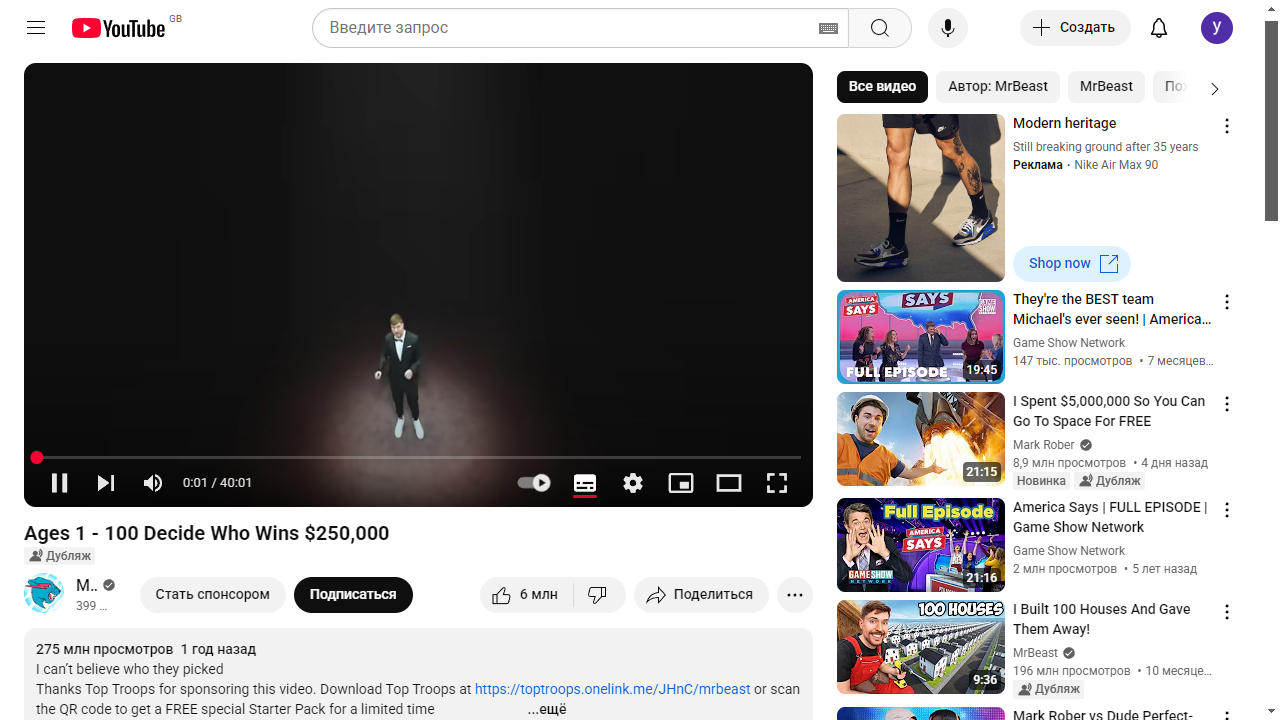 YouTube GB
Введите запрос
Создать
y
0:01 / 40:01
Ages 1 - 100 Decide Who Wins $250,000
Дубляж
M..
399 ...
Стать спонсором
Подписаться
6 млн
Поделиться
275 млн просмотров 1 год назад
I can’t believe who they picked
Thanks Top Troops for sponsoring this video. Download Top Troops at https://toptroops.onelink.me/JHnC/mrbeast or scan
the QR code to get a FREE special Starter Pack for a limited time ...ещё
Все видео
Автор: MrBeast
MrBeast
Modern heritage
Still breaking ground after 35 years
Реклама · Nike Air Max 90
Shop now
AMERICA SAYS
SAYS
GAME SHOW
FULL EPISODE
19:45
They're the BEST team
Michael's ever seen! | America...
Game Show Network
147 тыс. просмотров • 7 месяцев...
21:15
I Spent $5,000,000 So You Can
Go To Space For FREE
Mark Rober
8,9 млн просмотров • 4 дня назад
Новинка
Дубляж
Full Episode
AMERICA SAYS
GAME SHOW
NETWORK
21:16
America Says | FULL EPISODE |
Game Show Network
Game Show Network
2 млн просмотров • 5 лет назад
100 HOUSES
9:36
I Built 100 Houses And Gave
Them Away!
MrBeast
196 млн просмотров • 10 месяце...
Дубляж
Mark Rober vs Dude Perfect-